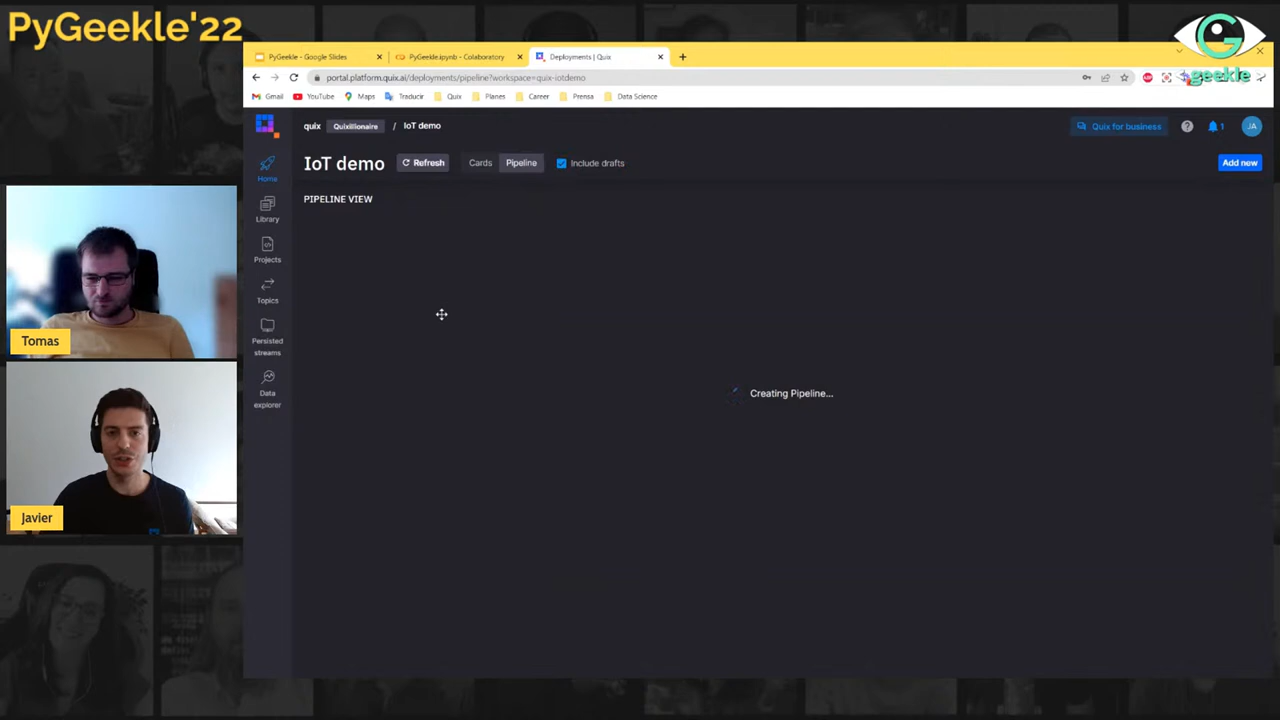 PyGeekle'22
geekle
PyGeekle - Google Slides
PyGeekle.ipynb - Colaboratory
Deployments | Quix
portal.platform.quix.ai/deployments/pipeline?workspace=quix-iotdemo
Gmail
YouTube
Maps
Traducir
Quix
Planes
Career
Prensa
Data Science
quix
Quixillionaire
/ IoT demo
Quix for business
1
JA
IoT demo
Refresh
Cards
Pipeline
Include drafts
Add new
PIPELINE VIEW
Home
Library
Projects
Topics
Persisted
streams
Data
explorer
Creating Pipeline...
Tomas
Javier